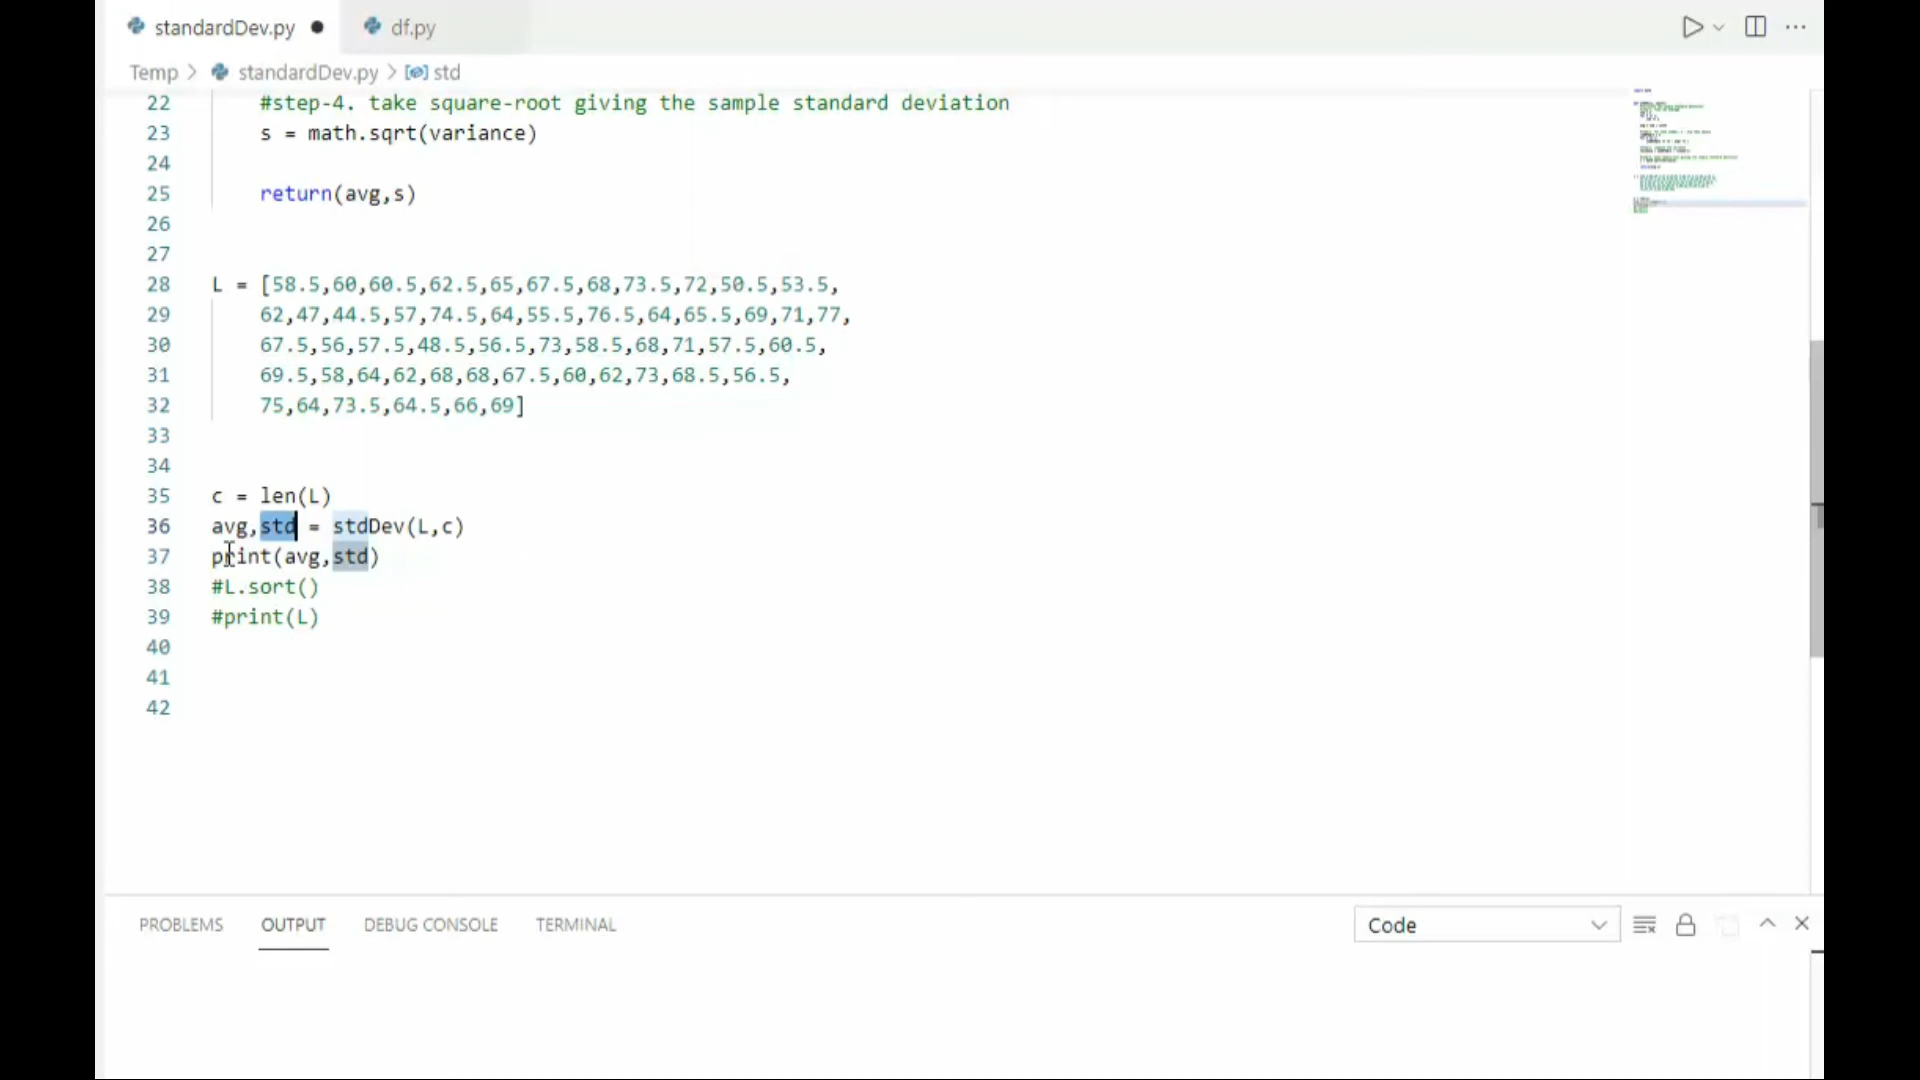 standardDev.py df.py
Temp > standardDev.py > std
22 #step-4. take square-root giving the sample standard deviation
23 s = math.sqrt(variance)
24
25 return(avg,s)
26
27
28 L = [58.5,60,60.5,62.5,65,67.5,68,73.5,72,50.5,53.5,
29 62,47,44.5,57,74.5,64,55.5,76.5,64,65.5,69,71,77,
30 67.5,56,57.5,48.5,56.5,73,58.5,68,71,57.5,60.5,
31 69.5,58,64,62,68,68,67.5,60,62,73,68.5,56.5,
32 75,64,73.5,64.5,66,69]
33
34
35 c = len(L)
36 avg,std = stdDev(L,c)
37 print(avg,std)
38 #L.sort()
39 #print(L)
40
41
42
PROBLEMS OUTPUT DEBUG CONSOLE TERMINAL Code